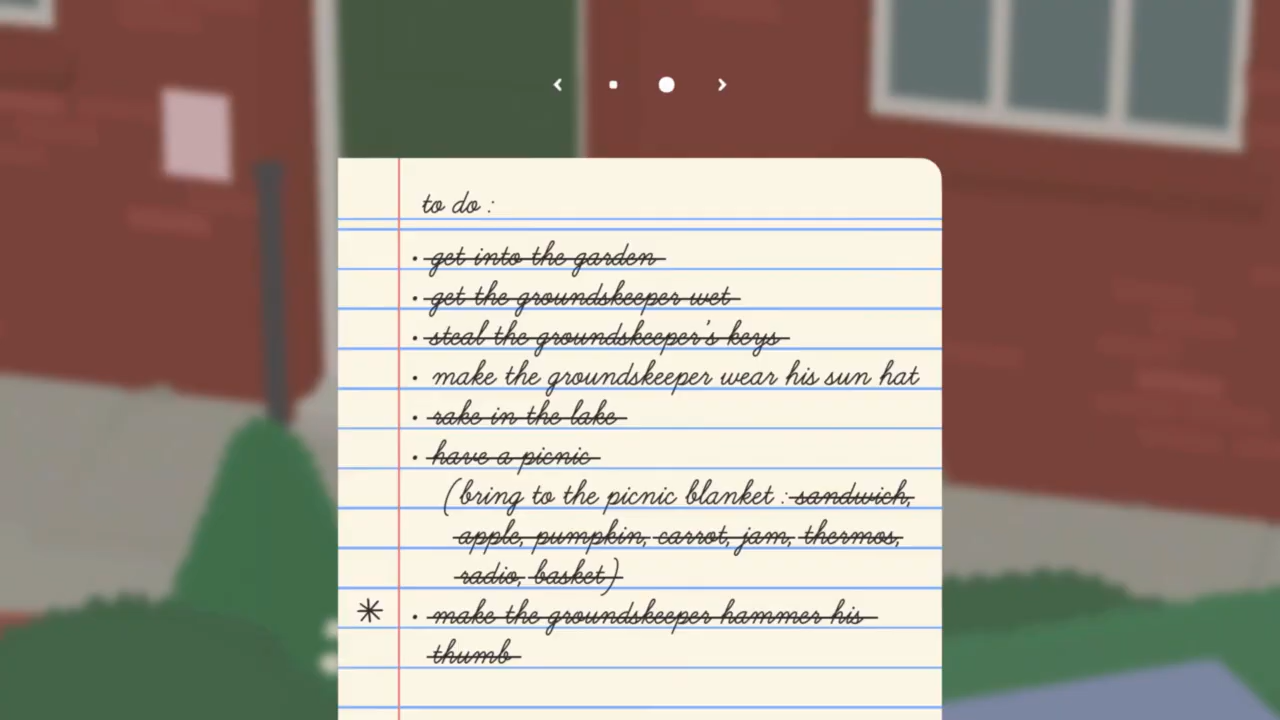 to do :
• get into the garden
• get the groundskeeper wet
• steal the groundskeeper's keys
• make the groundskeeper wear his sun hat
• rake in the lake
• have a picnic
(bring to the picnic blanket : sandwich,
apple, pumpkin, carrot, jam, thermos,
radio, basket)
• make the groundskeeper hammer his
thumb